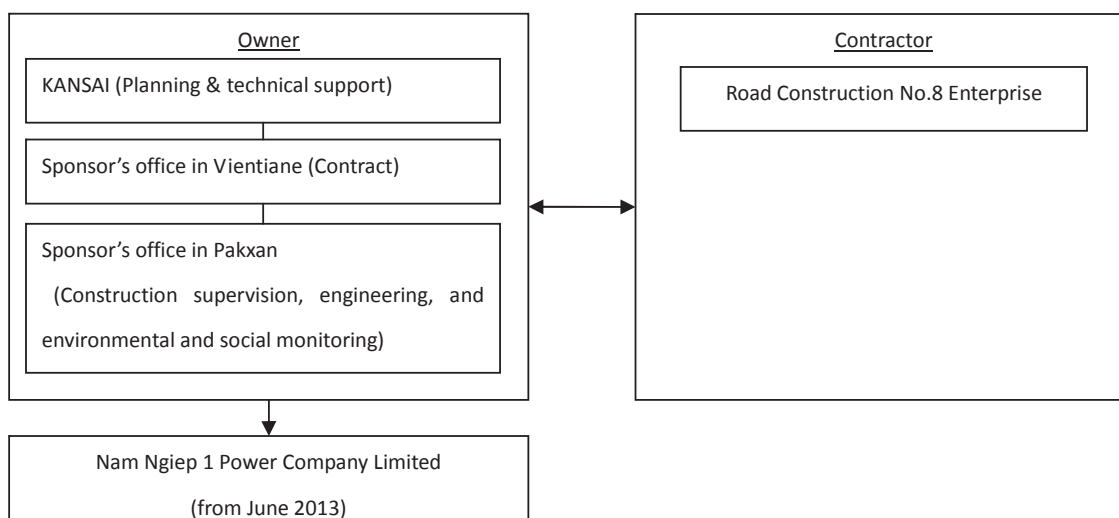 Owner
KANSAI (Planning & technical support)
Sponsor’s office in Vientiane (Contract)
Sponsor’s office in Pakxan
(Construction supervision, engineering, and
environmental and social monitoring)
Contractor
Road Construction No.8 Enterprise
Nam Ngiep 1 Power Company Limited
(from June 2013)